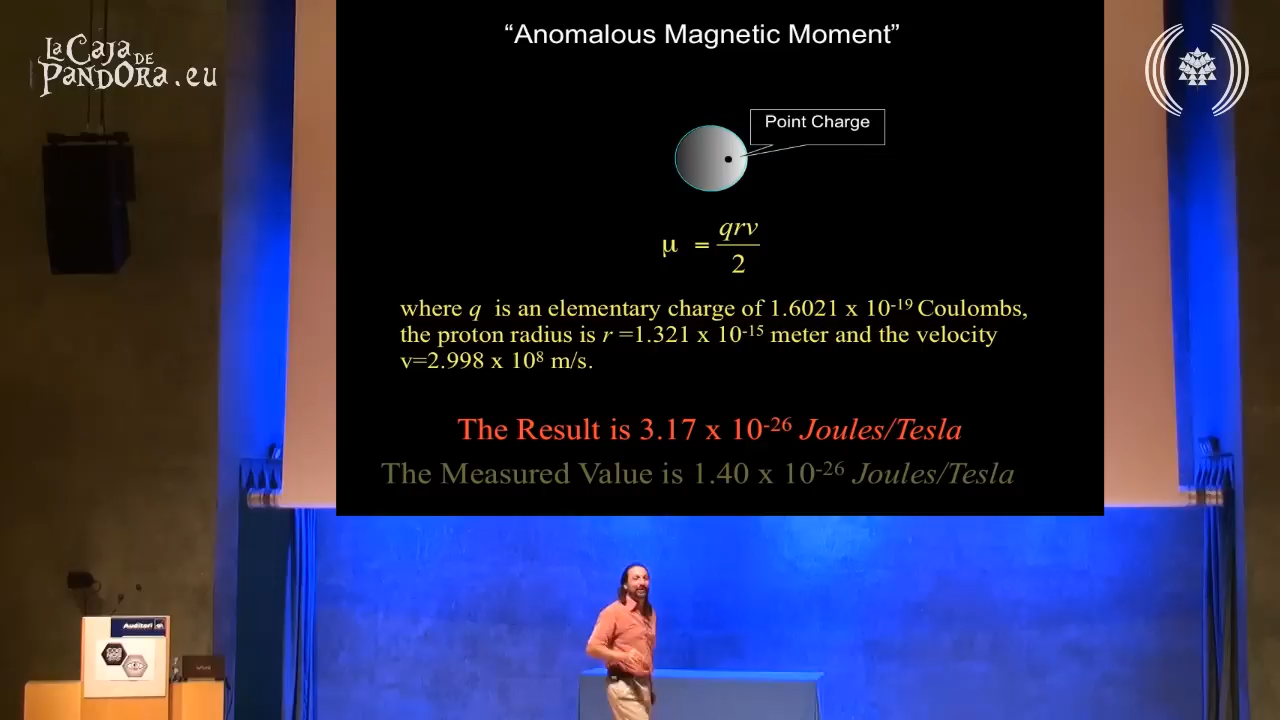 La Caja
DE
Pandora.eu
“Anomalous Magnetic Moment”
Point Charge
μ = qrv
2
where q is an elementary charge of 1.6021 x 10⁻¹⁹ Coulombs,
the proton radius is r =1.321 x 10⁻¹⁵ meter and the velocity
v=2.998 x 10⁸ m/s.
The Result is 3.17 x 10⁻²⁶ Joules/Tesla
The Measured Value is 1.40 x 10⁻²⁶ Joules/Tesla
Auditori